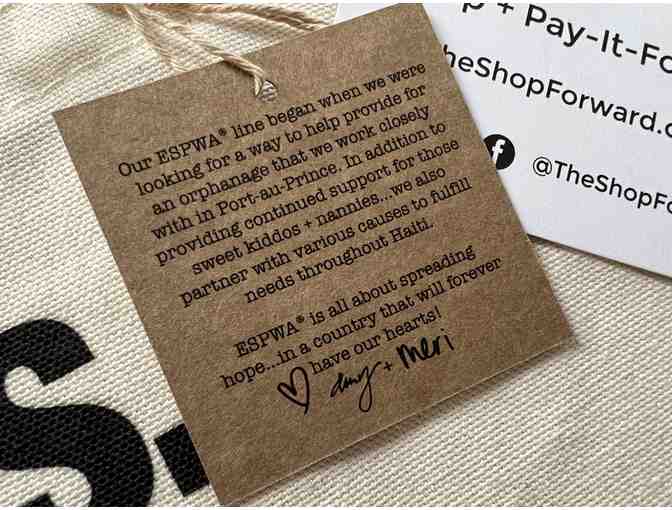 Our ESPWA® line began when we were
looking for a way to help provide for
an orphanage that we work closely
with in Port-au-Prince. In addition to
providing continued support for those
sweet kiddos + nannies...we also
partner with various causes to fulfill
needs throughout Haiti.
ESPWA® is all about spreading
hope...in a country that will forever
have our hearts!
+ meri
+ Pay-It-Fo
heShopForward.c
f @TheShopFo
s.